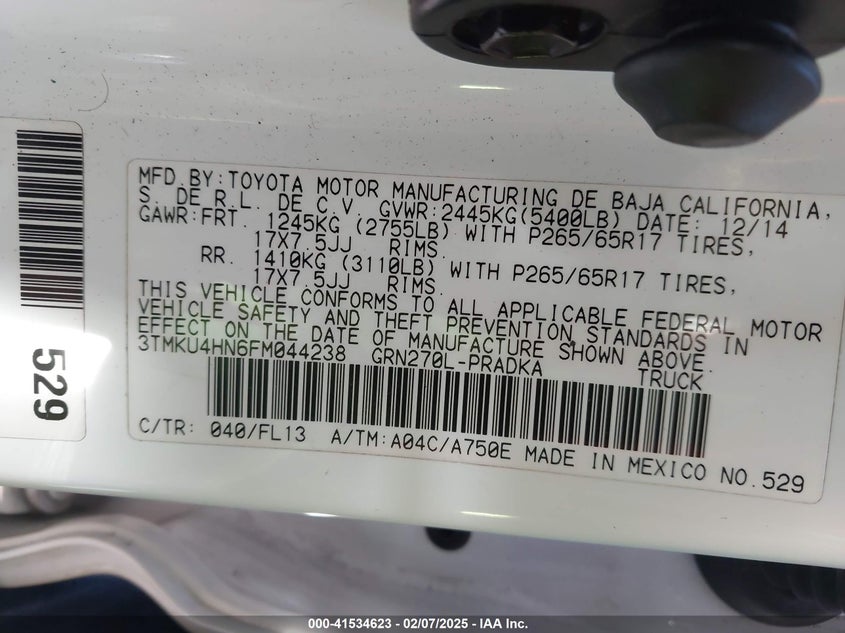 MFD.BY:TOYOTA MOTOR MANUFACTURING DE BAJA CALIFORNIA,
S. DE R.L. DE C.V. GVWR:2445KG(5400LB) DATE: 12/14
GAWR:FRT. 1245KG (2755LB) WITH P265/65R17 TIRES,
17X7.5JJ RIMS.
RR. 1410KG (3110LB) WITH P265/65R17 TIRES,
17X7.5JJ RIMS.
THIS VEHICLE CONFORMS TO ALL APPLICABLE FEDERAL MOTOR
VEHICLE SAFETY AND THEFT PREVENTION STANDARDS IN
EFFECT ON THE DATE OF MANUFACTURE SHOWN ABOVE.
3TMKU4HN6FM044238 GRN270L-PRADKA TRUCK
C/TR: 040/FL13 A/TM:A04C/A750E MADE IN MEXICO NO.529
529
000-41534623 - 02/07/2025 - IAA Inc.